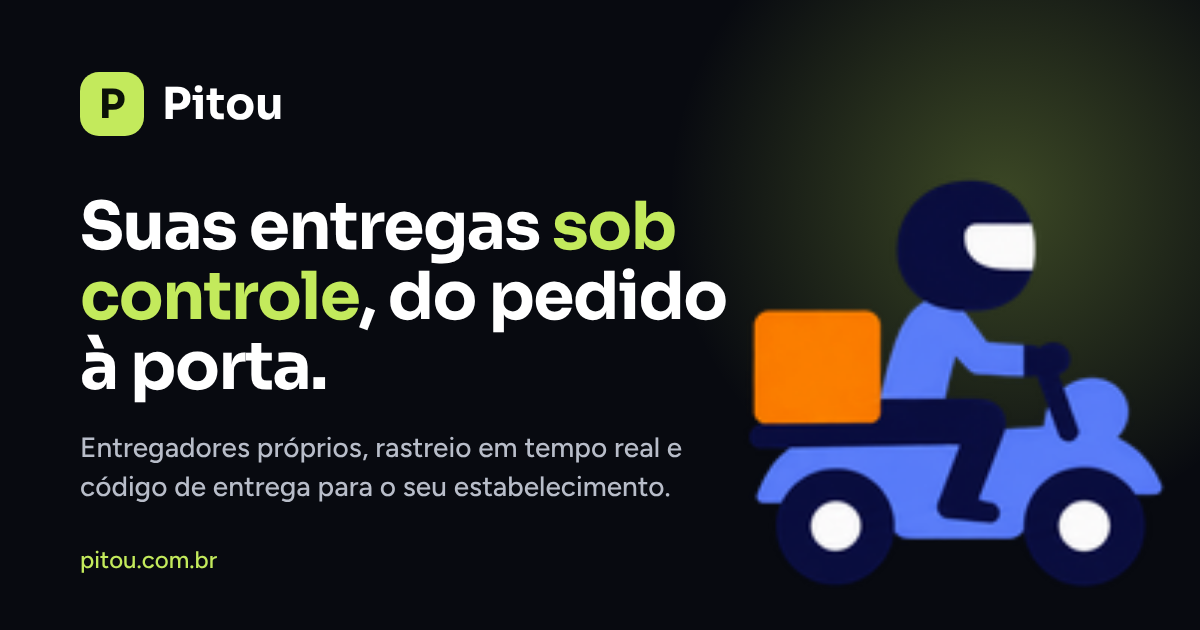 P Pitou
Suas entregas sob
controle, do pedido
à porta.
Entregadores próprios, rastreio em tempo real e
código de entrega para o seu estabelecimento.
pitou.com.br